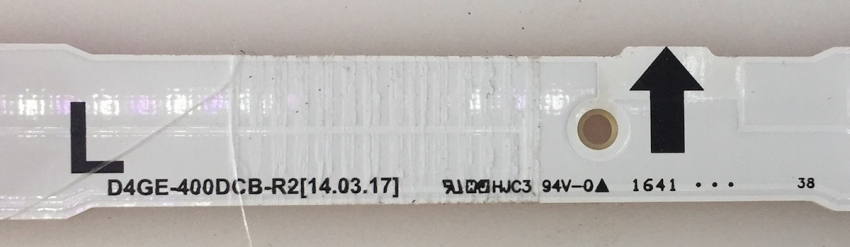 L
D4GE-400DCB-R2[14.03.17] HJC3 94V-0▲ 1641 • • • 38